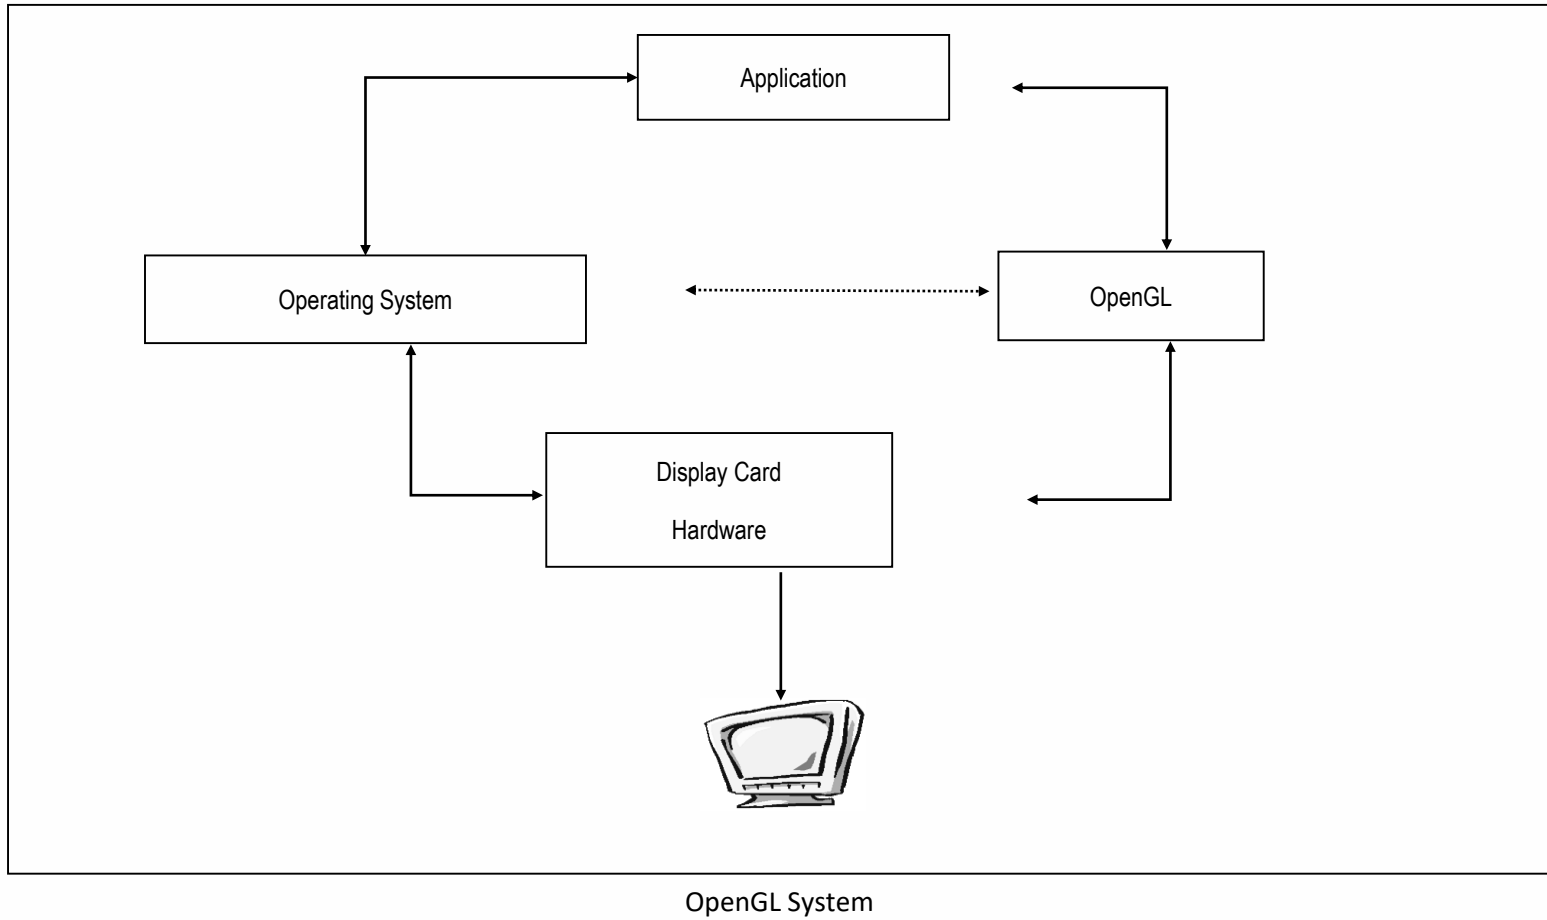 Application
Operating System
OpenGL
Display Card
Hardware
OpenGL System